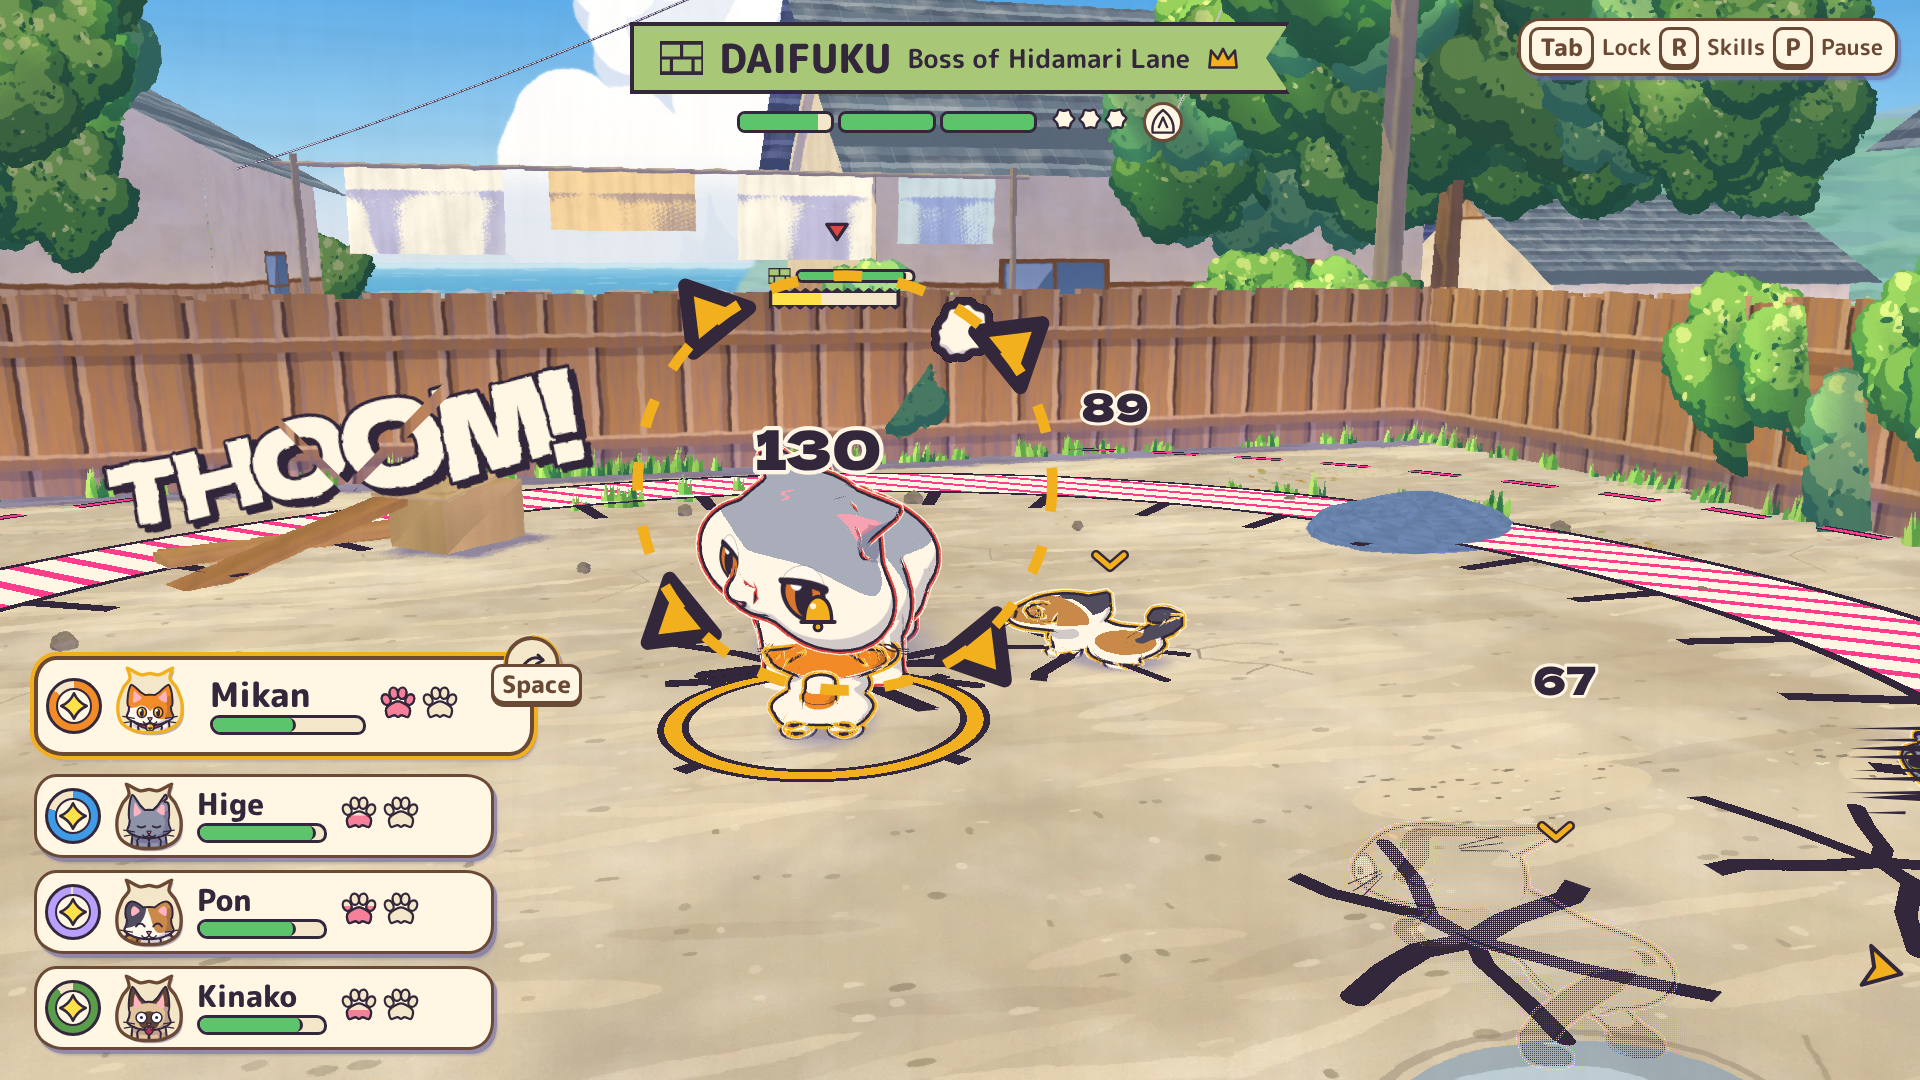 DAIFUKU Boss of Hidamari Lane
Tab Lock R Skills P Pause
THOOM!
130
89
67
Mikan
Space
Hige
Pon
Kinako